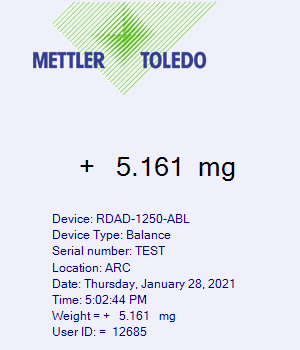 METTLER TOLEDO
+ 5.161 mg
Device: RDAD-1250-ABL
Device Type: Balance
Serial number: TEST
Location: ARC
Date: Thursday, January 28, 2021
Time: 5:02:44 PM
Weight = + 5.161 mg
User ID: = 12685